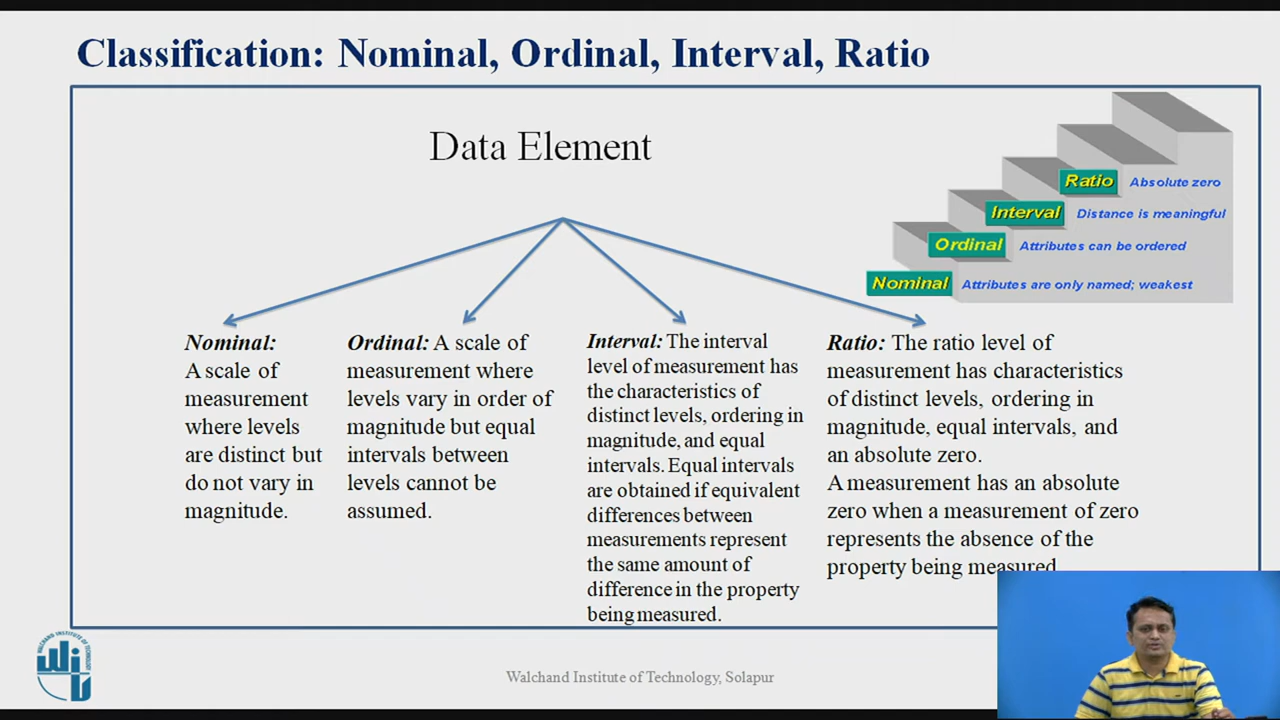 Classification: Nominal, Ordinal, Interval, Ratio
Data Element
Ratio Absolute zero
Interval Distance is meaningful
Ordinal Attributes can be ordered
Nominal Attributes are only named; weakest
Nominal:
A scale of
measurement
where levels
are distinct but
do not vary in
magnitude.
Ordinal: A scale of
measurement where
levels vary in order of
magnitude but equal
intervals between
levels cannot be
assumed.
Interval: The interval
level of measurement has
the characteristics of
distinct levels, ordering in
magnitude, and equal
intervals. Equal intervals
are obtained if equivalent
differences between
measurements represent
the same amount of
difference in the property
being measured.
Ratio: The ratio level of
measurement has characteristics
of distinct levels, ordering in
magnitude, equal intervals, and
an absolute zero.
A measurement has an absolute
zero when a measurement of zero
represents the absence of the
property being measured
WALCHAND INSTITUTE OF TECHNOLOGY
WIT
Walchand Institute of Technology, Solapur